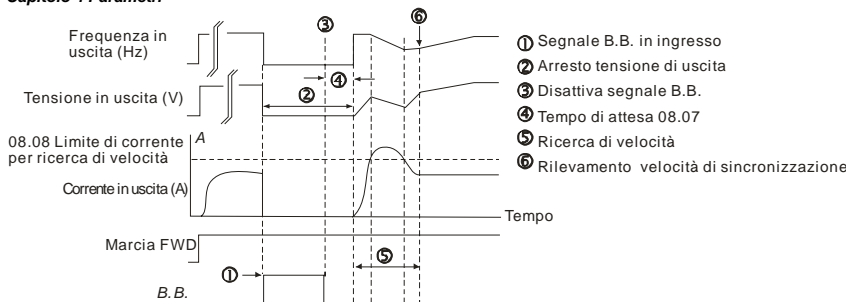 Capitolo 4 Parametri
③
⑥
Frequenza in
uscita (Hz)
① Segnale B.B. in ingresso
② Arresto tensione di uscita
③ Disattiva segnale B.B.
④ Tempo di attesa 08.07
⑤ Ricerca di velocità
⑥ Rilevamento velocità di sincronizzazione
④
②
Tensione in uscita (V)
08.08 Limite di corrente
per ricerca di velocità
A
Corrente in uscita (A)
Tempo
Marcia FWD
⑤
①
B.B.